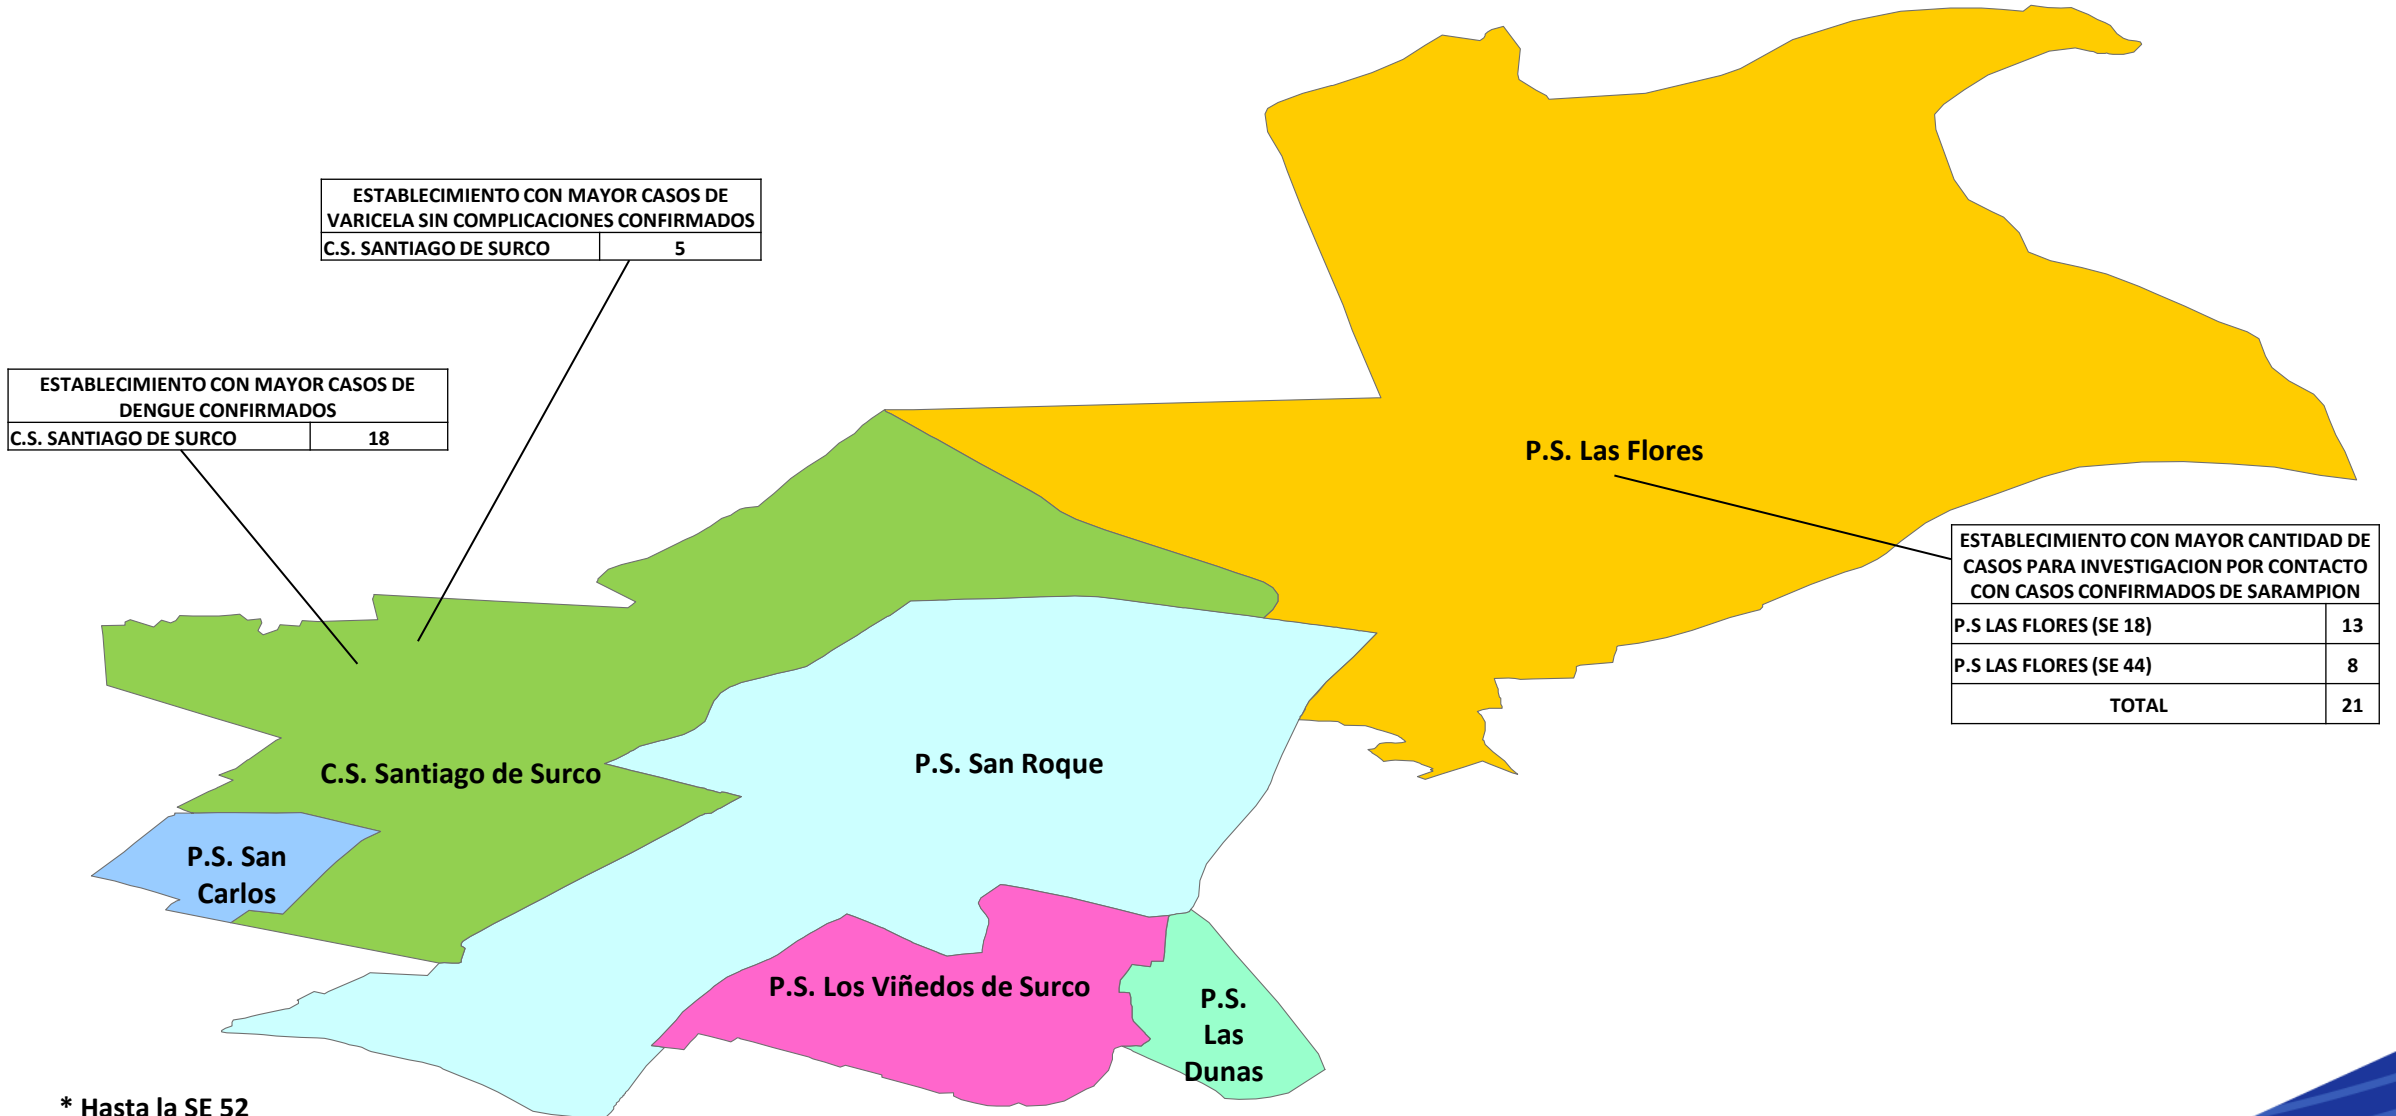 ESTABLECIMIENTO CON MAYOR CASOS DE
VARICELA SIN COMPLICACIONES CONFIRMADOS
C.S. SANTIAGO DE SURCO 5
ESTABLECIMIENTO CON MAYOR CASOS DE
DENGUE CONFIRMADOS
C.S. SANTIAGO DE SURCO 18
P.S. Las Flores
ESTABLECIMIENTO CON MAYOR CANTIDAD DE
CASOS PARA INVESTIGACION POR CONTACTO
CON CASOS CONFIRMADOS DE SARAMPION
P.S LAS FLORES (SE 18) 13
P.S LAS FLORES (SE 44) 8
TOTAL 21
C.S. Santiago de Surco
P.S. San Roque
P.S. San
Carlos
P.S. Los Viñedos de Surco
P.S.
Las
Dunas
* Hasta la SE 52